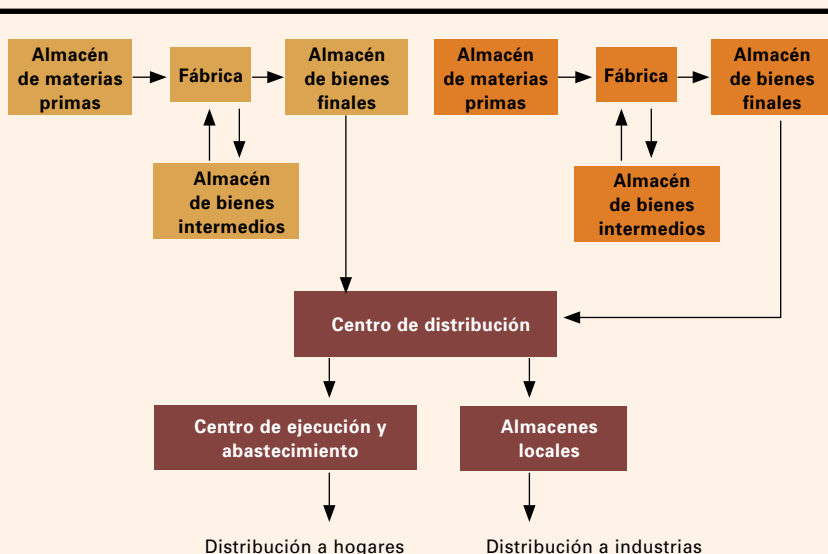 Almacén
de materias
primas
Fábrica
Almacén
de bienes
finales
Almacén
de bienes
intermedios
Almacén
de materias
primas
Fábrica
Almacén
de bienes
finales
Almacén
de bienes
intermedios
Centro de distribución
Centro de ejecución y
abastecimiento
Almacenes
locales
Distribución a hogares
Distribución a industrias